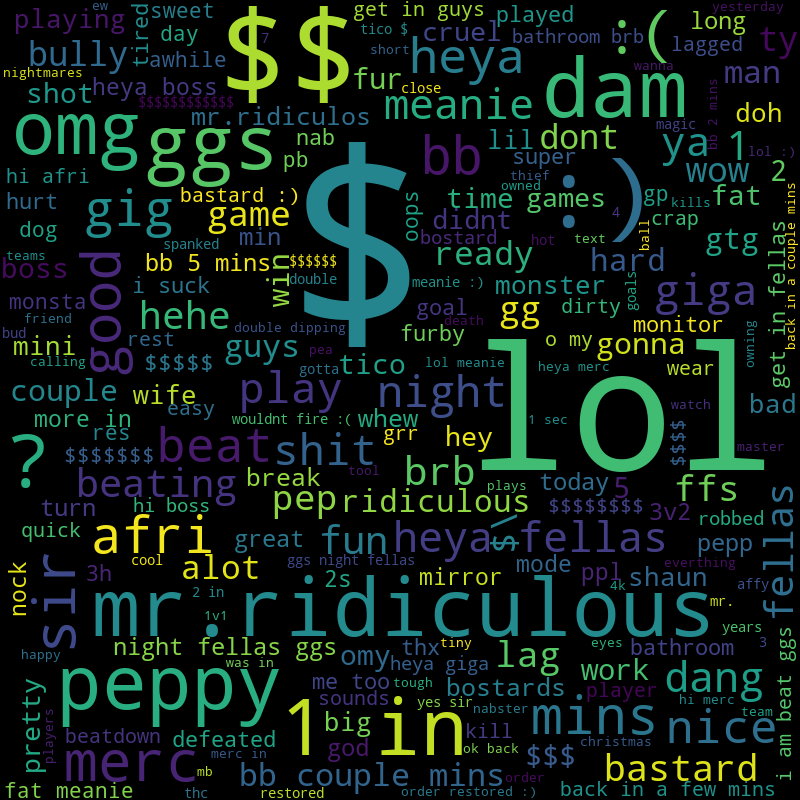 ew
sweet
get in guys
yesterday
playing
tired
$$
7
tico $
played
:(
long
ty
day
cruel
bathroom brb
lagged
bully
awhile
short
heya
wanna
man
nightmares
heya boss
fur
close
dam
bb 2 mins
shot
$$$$$$$$$$$$
meanie
doh
omg
ggs
mr.ridiculos
nab
lil
dont
magic
ya
1
lol :)
pb
bb
super
wow
2
hi afri
thief
:)
bastard :)
owned
gp
kills
fat
back in a couple mins
hurt
gig
game
$
oops
time
games
4
crap
dog
min
didnt
ball
spanked
bostard
hot
text
gtg
get in fellas
teams
good
win
$$$$$$
ready
hard
boss
bb 5 mins
double
meanie :)
monster
goals
giga
i suck
monsta
hehe
goal
gg
dirty
monitor
friend
double dipping
death
bud
rest
furby
o my
gonna
owning
mini
guys
pea
calling
$$$$$
tico
lol meanie
heya merc
wear
gotta
lol
couple
wife
play
night
watch
bad
easy
more in
wouldnt fire :(
whew
1 sec
res
beat
shit
grr
hey
$$$$
master
?
$$$$$$$
tool
brb
beating
break
plays
today
5
ffs
turn
hi boss
pep
ridiculous
$$$$$$$$
3v2
robbed
quick
afri
great
fun
heya fellas
$\
pepp
fellas
cool
ggs night fellas
mode
everthing
nock
sir
3h
alot
2s
mirror
ppl
4k
shaun
affy
2 in
mr.ridiculous
mr.
1v1
years
happy
night fellas ggs
thx
tiny
eyes
bathroom
3
was in
omy
heya giga
lag
work
dang
i am beat ggs
pretty
peppy
me too
tough
bostards
player
hi merc
sounds
yes sir
nabster
players
1
in
mins
nice
team
big
kill
beatdown
defeated
god
christmas
merc
merc in
ok back
$$$
mb
bb couple mins
order
bastard
fat meanie
thc
restored
order restored :)
back in a few mins